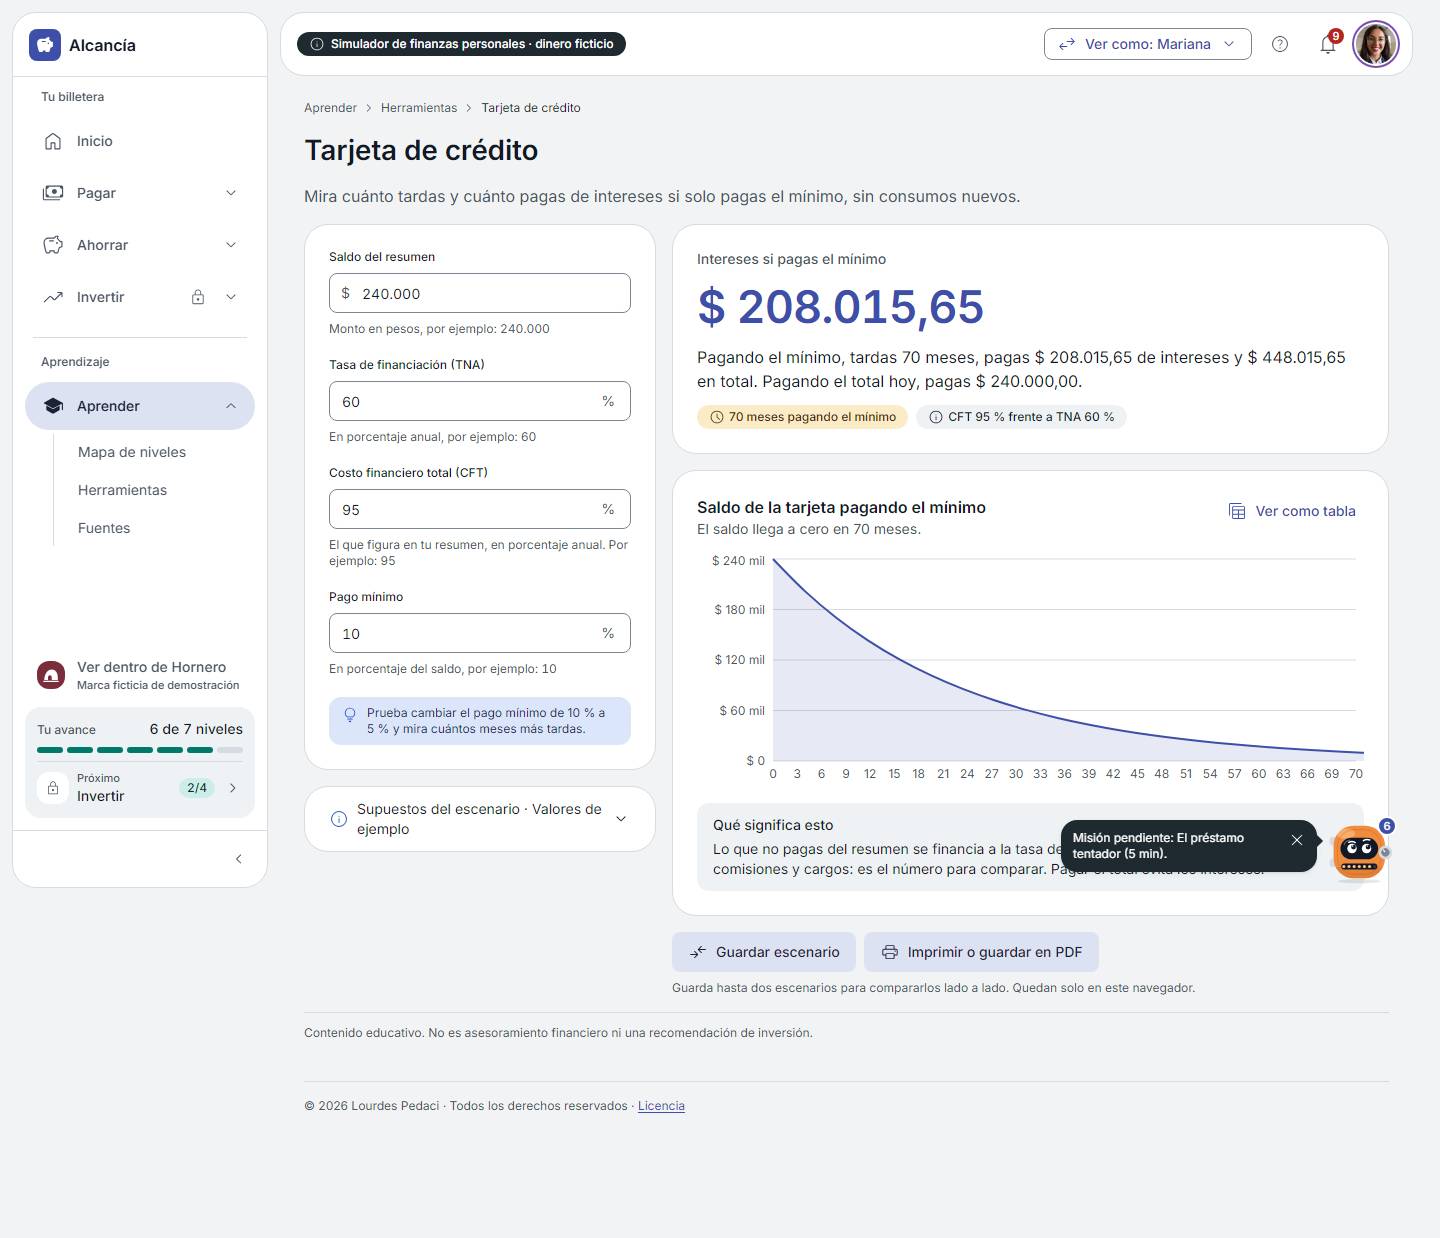 Alcancía
Simulador de finanzas personales · dinero ficticio
Ver como: Mariana
9
Tu billetera
Inicio
Pagar
Ahorrar
Invertir
Aprendizaje
Aprender
Mapa de niveles
Herramientas
Fuentes
Ver dentro de Hornero
Marca ficticia de demostración
Tu avance
6 de 7 niveles
Próximo
Invertir
2/4
Aprender > Herramientas > Tarjeta de crédito
Tarjeta de crédito
Mira cuánto tardas y cuánto pagas de intereses si solo pagas el mínimo, sin consumos nuevos.
Saldo del resumen
$ 240.000
Monto en pesos, por ejemplo: 240.000
Tasa de financiación (TNA)
60 %
En porcentaje anual, por ejemplo: 60
Costo financiero total (CFT)
95 %
El que figura en tu resumen, en porcentaje anual. Por
ejemplo: 95
Pago mínimo
10 %
En porcentaje del saldo, por ejemplo: 10
Prueba cambiar el pago mínimo de 10 % a
5 % y mira cuántos meses más tardas.
Supuestos del escenario · Valores de
ejemplo
Intereses si pagas el mínimo
$ 208.015,65
Pagando el mínimo, tardas 70 meses, pagas $ 208.015,65 de intereses y $ 448.015,65
en total. Pagando el total hoy, pagas $ 240.000,00.
70 meses pagando el mínimo
CFT 95 % frente a TNA 60 %
Saldo de la tarjeta pagando el mínimo
El saldo llega a cero en 70 meses.
Ver como tabla
$ 240 mil
$ 180 mil
$ 120 mil
$ 60 mil
$ 0
0 3 6 9 12 15 18 21 24 27 30 33 36 39 42 45 48 51 54 57 60 63 66 69 70
Qué significa esto
Lo que no pagas del resumen se financia a la tasa de
comisiones y cargos: es el número para comparar.
Misión pendiente: El préstamo
tentador (5 min).
6
Guardar escenario
Imprimir o guardar en PDF
Guarda hasta dos escenarios para compararlos lado a lado. Quedan solo en este navegador.
Contenido educativo. No es asesoramiento financiero ni una recomendación de inversión.
© 2026 Lourdes Pedaci · Todos los derechos reservados · Licencia